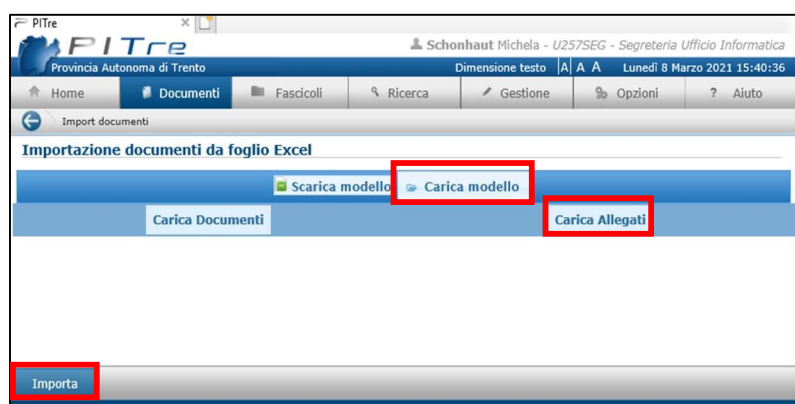 PITre
PITre
Schonhaut Michela - U257SEG - Segreteria Ufficio Informatica
Provincia Autonoma di Trento Dimensione testo A A A Lunedì 8 Marzo 2021 15:40:36
Home Documenti Fascicoli Ricerca Gestione Opzioni ? Aiuto
Import documenti
Importazione documenti da foglio Excel
Scarica modello Carica modello
Carica Documenti Carica Allegati
Importa